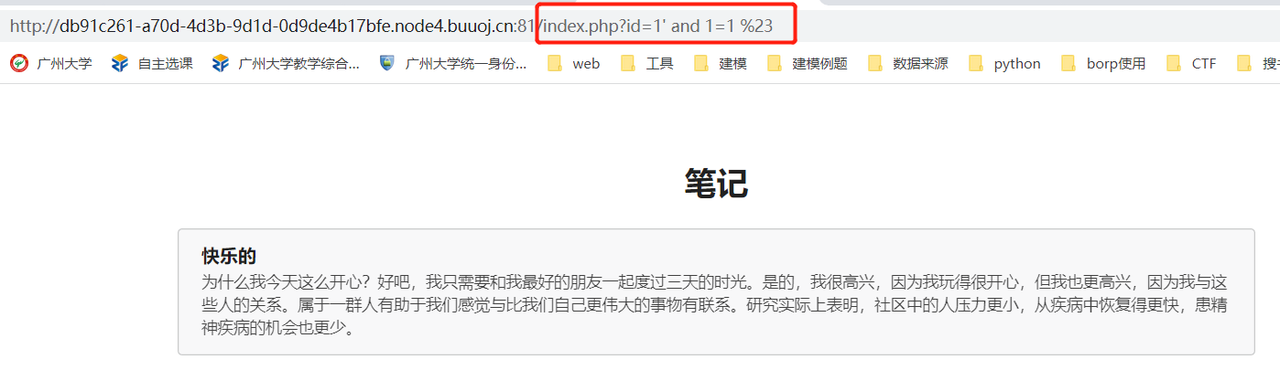 http://db91c261-a70d-4d3b-9d1d-0d9de4b17bfe.node4.buuoj.cn:81/index.php?id=1' and 1=1 %23
广州大学 自主选课 广州大学教学综合... 广州大学统一身份... web 工具 建模 建模例题 数据来源 python borp使用 CTF 搜书
笔记
快乐的
为什么我今天这么开心？好吧，我只需要和我最好的朋友一起度过三天的时光。是的，我很高兴，因为我玩得很开心，但我也更高兴，因为我与这
些人的关系。属于一群人有助于我们感觉与比我们自己更伟大的事物有联系。研究实际上表明，社区中的人压力更小，从疾病中恢复得更快，患精
神疾病的机会也更少。